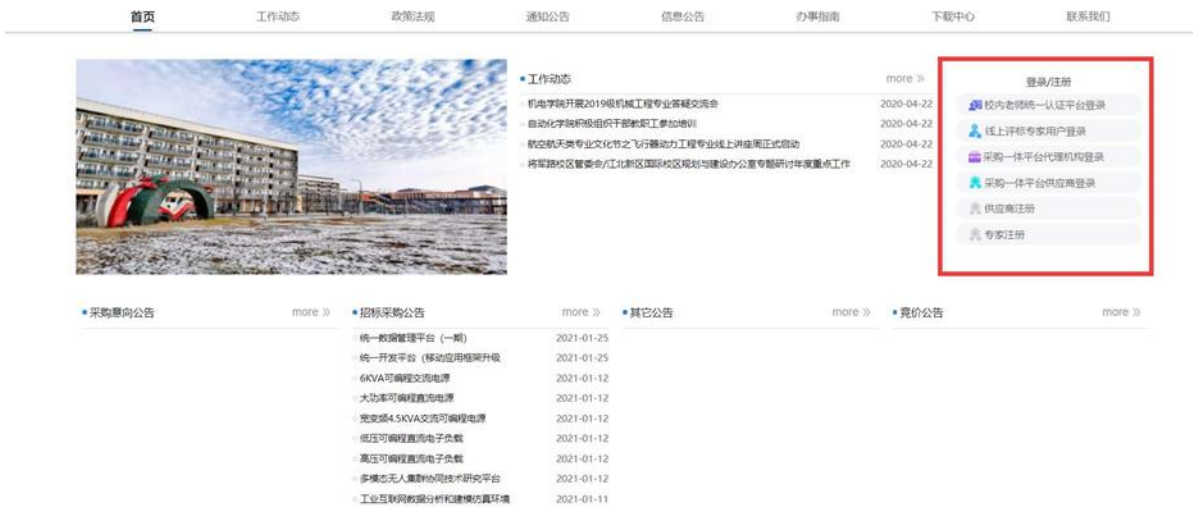 首页 工作动态 政策法规 通知公告 信息公告 办事指南 下载中心 联系我们
工作动态 more »
机电学院开展2019级机械工程专业答疑交流会 2020-04-22
自动化学院积极组织干部教职工参加培训 2020-04-22
航空航天类专业文化节之飞行器动力工程专业线上讲座周正式启动 2020-04-22
将军路校区管委会/江北新区国际校区规划与建设办公室专题研讨年度重点工作 2020-04-22
登录/注册
校内老师统一认证平台登录
线上评标专家用户登录
采购一体平台代理机构登录
采购一体平台供应商登录
供应商注册
专家注册
采购意向公告 more »
招标采购公告 more »
统一数据管理平台（一期） 2021-01-25
统一开发平台（移动应用框架升级 2021-01-25
6KVA可编程交流电源 2021-01-12
大功率可编程直流电源 2021-01-12
宽变频4.5KVA交流可编程电源 2021-01-12
低压可编程直流电子负载 2021-01-12
高压可编程直流电子负载 2021-01-12
多模态无人集群协同技术研究平台 2021-01-12
工业互联网数据分析和建模仿真环境 2021-01-11
其它公告 more »
竞价公告 more »